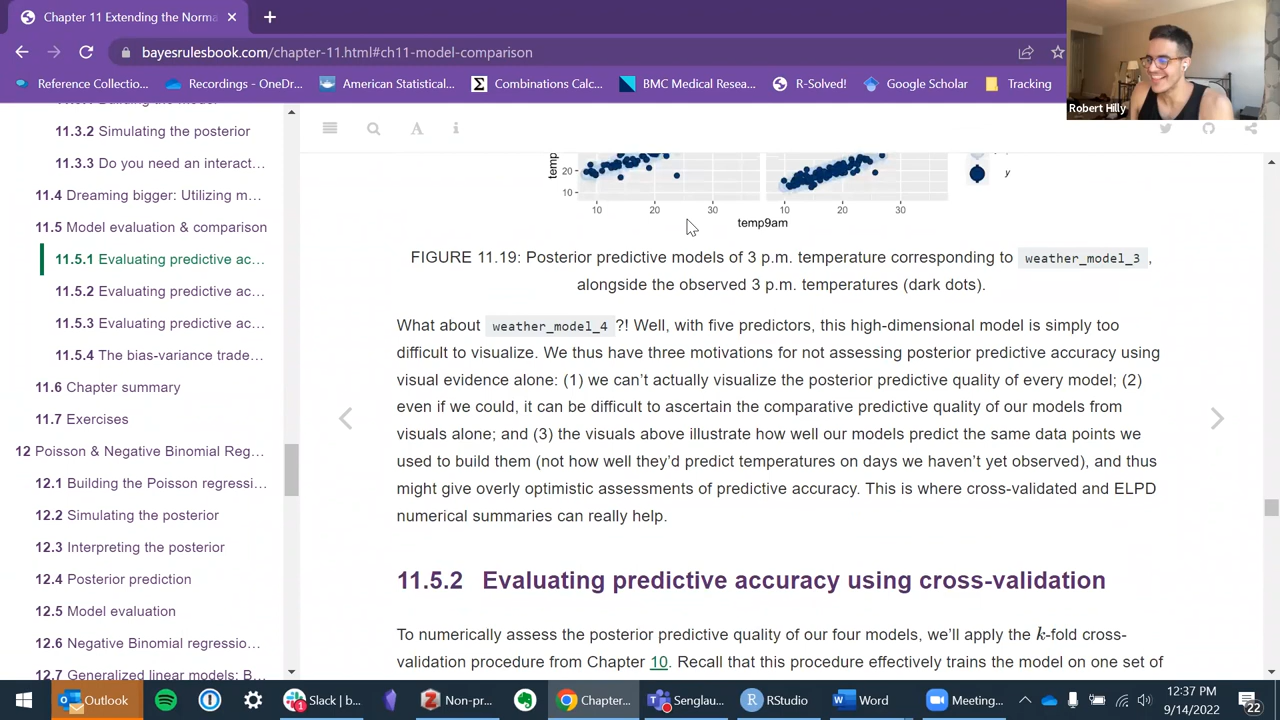 Chapter 11 Extending the Norma
bayesrulesbook.com/chapter-11.html#ch11-model-comparison
Reference Collectio...
Recordings - OneDr...
American Statistical...
Combinations Calc...
BMC Medical Resea...
R-Solved!
Google Scholar
Tracking
Robert Hilly
11.3.2 Simulating the posterior
11.3.3 Do you need an interact...
11.4 Dreaming bigger: Utilizing m...
11.5 Model evaluation & comparison
11.5.1 Evaluating predictive ac...
11.5.2 Evaluating predictive ac...
11.5.3 Evaluating predictive ac...
11.5.4 The bias-variance trade...
11.6 Chapter summary
11.7 Exercises
12 Poisson & Negative Binomial Reg...
12.1 Building the Poisson regressi...
12.2 Simulating the posterior
12.3 Interpreting the posterior
12.4 Posterior prediction
12.5 Model evaluation
12.6 Negative Binomial regressio...
12.7 Generalized linear models: B...
temp
20
10
y
10 20 30 10 20 30
temp9am
FIGURE 11.19: Posterior predictive models of 3 p.m. temperature corresponding to weather_model_3 ,
alongside the observed 3 p.m. temperatures (dark dots).
What about weather_model_4 ?! Well, with five predictors, this high-dimensional model is simply too
difficult to visualize. We thus have three motivations for not assessing posterior predictive accuracy using
visual evidence alone: (1) we can't actually visualize the posterior predictive quality of every model; (2)
even if we could, it can be difficult to ascertain the comparative predictive quality of our models from
visuals alone; and (3) the visuals above illustrate how well our models predict the same data points we
used to build them (not how well they'd predict temperatures on days we haven't yet observed), and thus
might give overly optimistic assessments of predictive accuracy. This is where cross-validated and ELPD
numerical summaries can really help.
11.5.2 Evaluating predictive accuracy using cross-validation
To numerically assess the posterior predictive quality of our four models, we'll apply the k-fold cross-
validation procedure from Chapter 10. Recall that this procedure effectively trains the model on one set of
Outlook
Slack | b...
Non-pr...
Chapter...
Senglau...
RStudio
Word
Meeting...
12:37 PM
9/14/2022
22